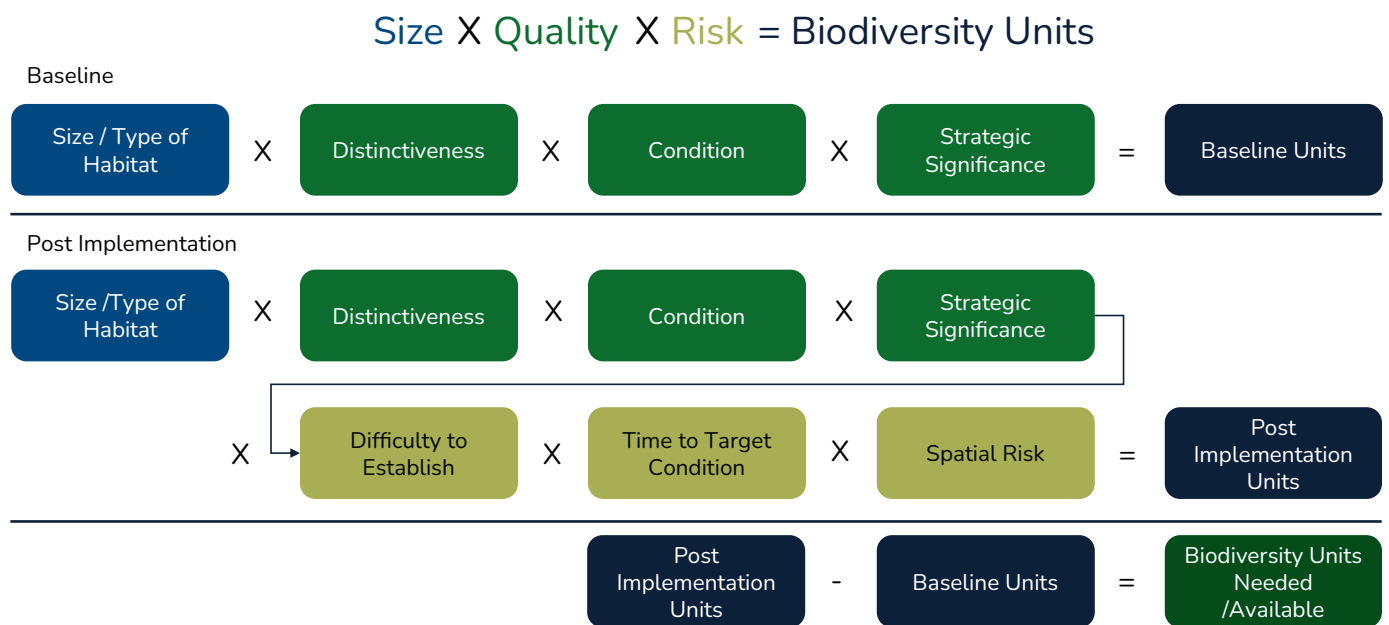 Size X Quality X Risk = Biodiversity Units
Baseline
Size / Type of
Habitat
X
Distinctiveness
X
Condition
X
Strategic
Significance
=
Baseline Units
Post Implementation
Size /Type of
Habitat
X
Distinctiveness
X
Condition
X
Strategic
Significance
X
Difficulty to
Establish
X
Time to Target
Condition
X
Spatial Risk
=
Post
Implementation
Units
Post
Implementation
Units
-
Baseline Units
=
Biodiversity Units
Needed
/Available